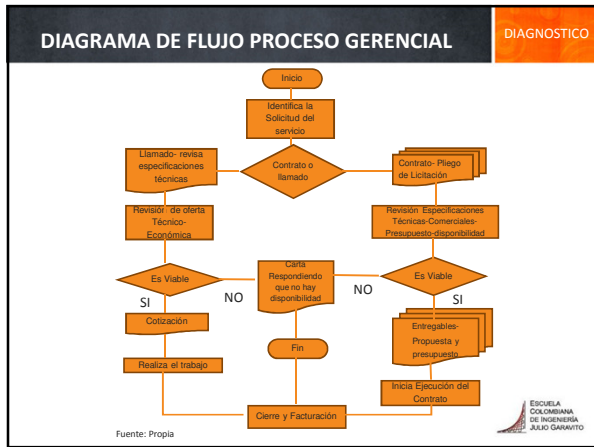 DIAGRAMA DE FLUJO PROCESO GERENCIAL
DIAGNOSTICO
Inicio
Identifica la
Solicitud del
servicio
Llamado- revisa
especificaciones
técnicas
Contrato o
llamado
Contrato- Pliego
de Licitación
Revisión de oferta
Técnico-
Económica
Revisión Especificaciones
Técnicas-Comerciales-
Presupuesto-disponibilidad
Es Viable
Carta
Respondiendo
que no hay
disponibilidad
Es Viable
SI
NO
NO
SI
Cotización
Entregables-
Propuesta y
presupuesto
Fin
Realiza el trabajo
Inicia Ejecución del
Contrato
Cierre y Facturación
Fuente: Propia
ESCUELA
COLOMBIANA
DE INGENIERÍA
JULIO GARAVITO